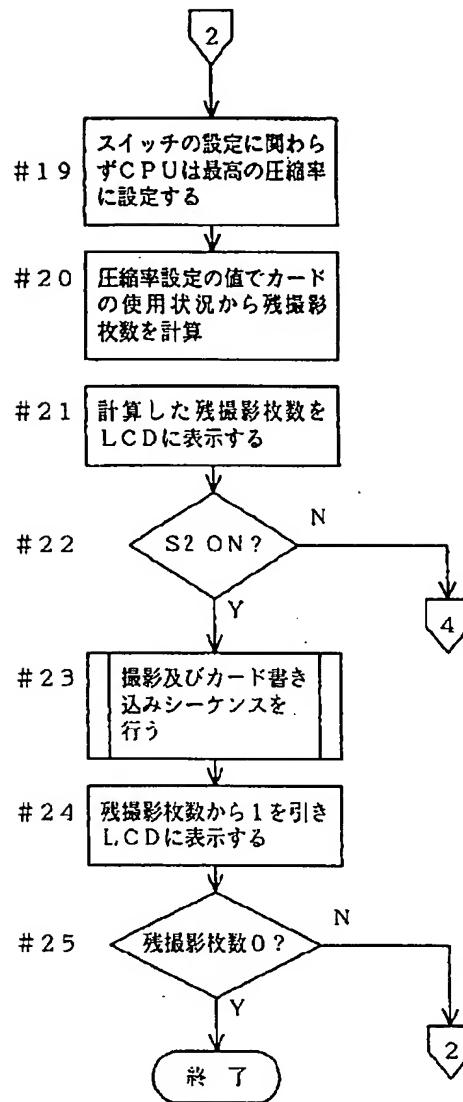 2
#19
スイッチの設定に関わら
ずCPUは最高の圧縮率
に設定する
#20
圧縮率設定の値でカード
の使用状況から残撮影
枚数を計算
#21
計算した残撮影枚数を
LCDに表示する
#22
S2 ON?
N
4
Y
#23
撮影及びカード書き
込みシーケンスを
行う
#24
残撮影枚数から1を引き
LCDに表示する
#25
残撮影枚数0?
N
2
Y
終了